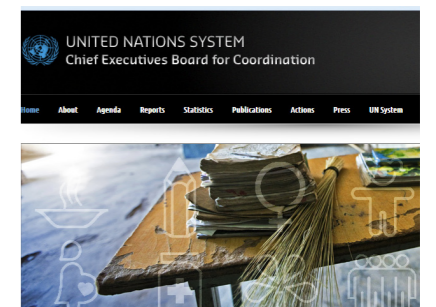 UNITED NATIONS SYSTEM
Chief Executives Board for Coordination
Home About Agenda Reports Statistics Publications Actions Press UN System